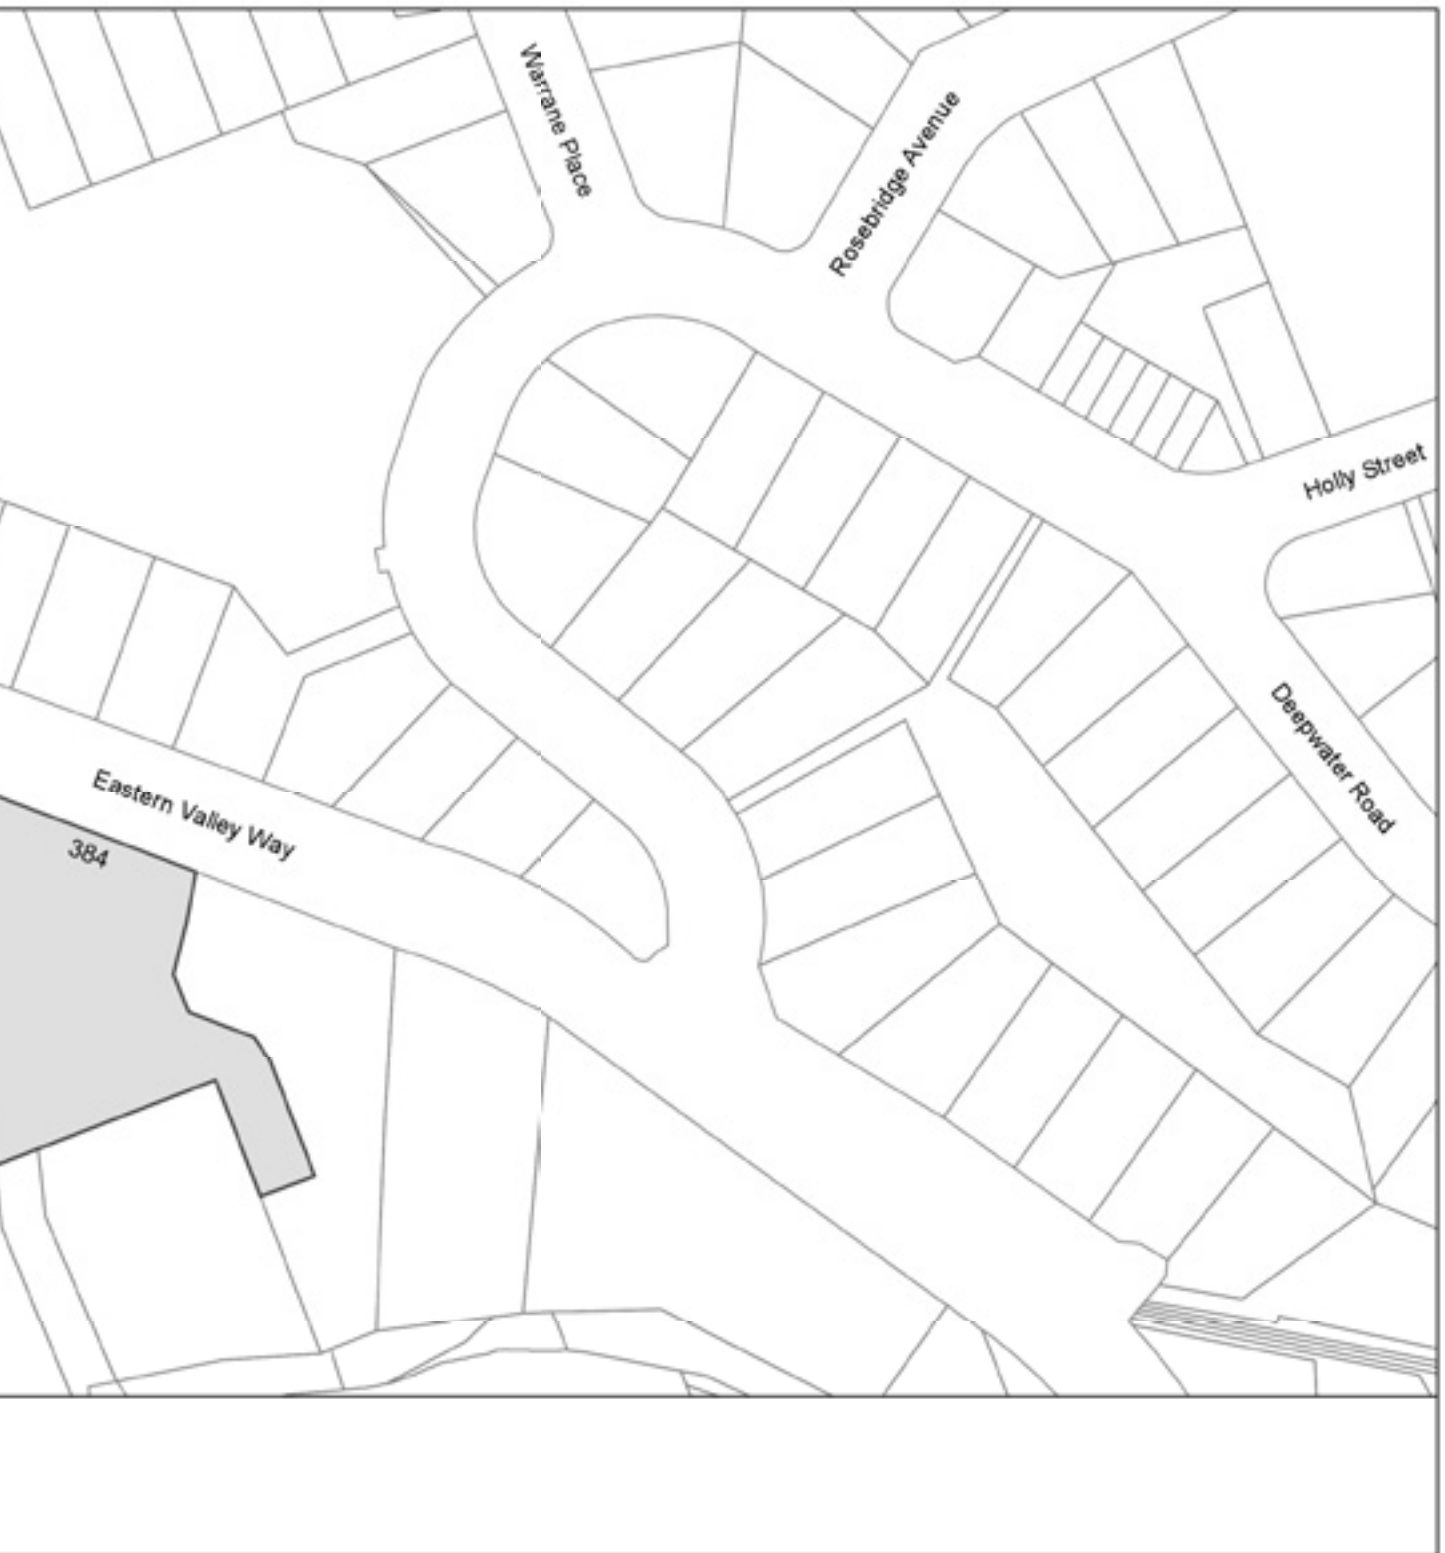 Warrane Place
Rosebridge Avenue
Holly Street
Deepwater Road
Eastern Valley Way
384